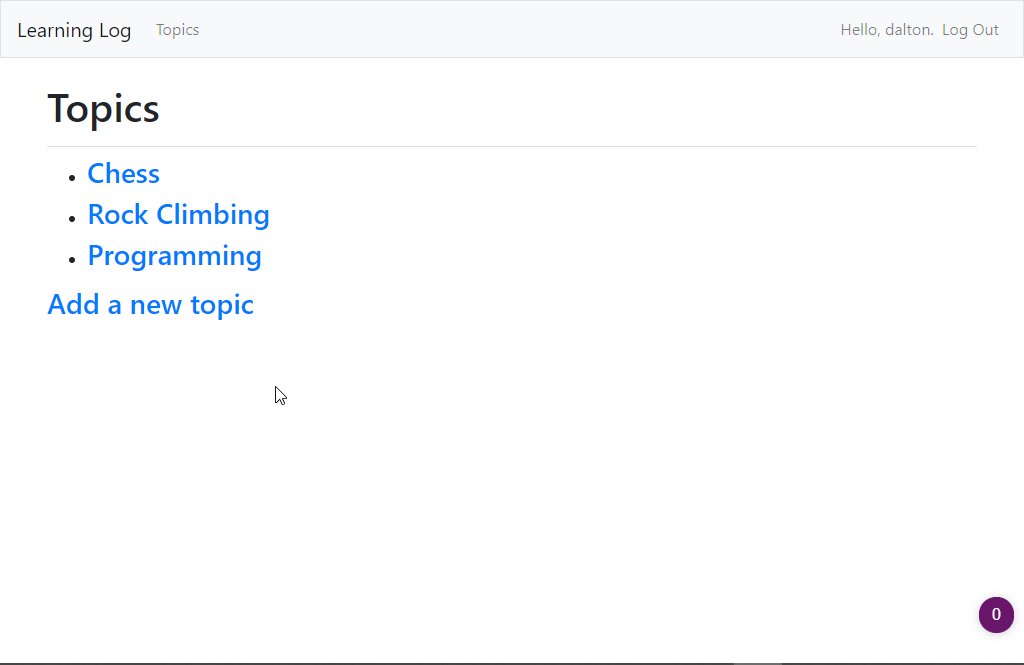 Learning Log Topics Hello, dalton. Log Out
Topics
Chess
Rock Climbing
Programming
Add a new topic
0